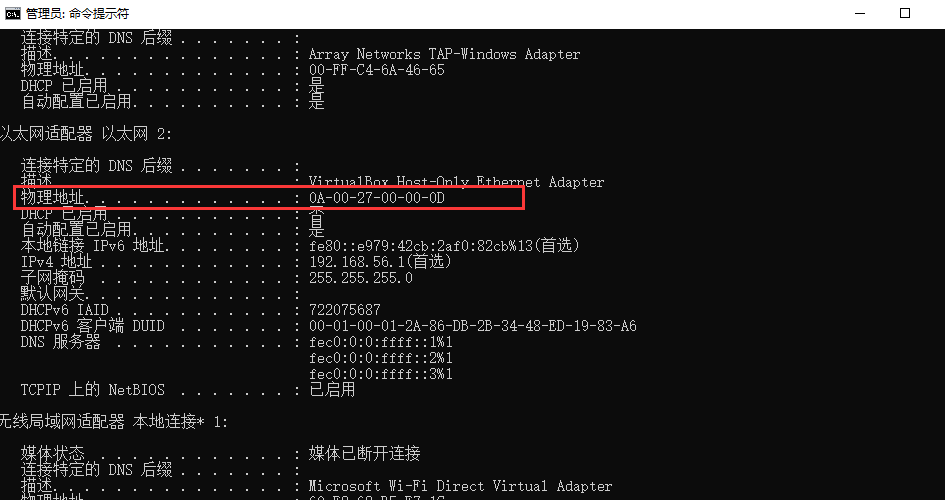 管理员: 命令提示符
连接特定的 DNS 后缀 . . . . . . . :
描述. . . . . . . . . . . . . . . : Array Networks TAP-Windows Adapter
物理地址. . . . . . . . . . . . . : 00-FF-C4-6A-46-65
DHCP 已启用 . . . . . . . . . . . : 是
自动配置已启用. . . . . . . . . . : 是
以太网适配器 以太网 2:
连接特定的 DNS 后缀 . . . . . . . :
描述. . . . . . . . . . . . . . . : VirtualBox Host-Only Ethernet Adapter
物理地址. . . . . . . . . . . . . : 0A-00-27-00-00-0D
DHCP 已启用 . . . . . . . . . . . : 否
自动配置已启用. . . . . . . . . . : 是
本地链接 IPv6 地址. . . . . . . . : fe80::e979:42cb:2af0:82cb%13(首选)
IPv4 地址 . . . . . . . . . . . . : 192.168.56.1(首选)
子网掩码 . . . . . . . . . . . . : 255.255.255.0
默认网关. . . . . . . . . . . . . :
DHCPv6 IAID . . . . . . . . . . . : 722075687
DHCPv6 客户端 DUID . . . . . . . : 00-01-00-01-2A-86-DB-2B-34-48-ED-19-83-A6
DNS 服务器 . . . . . . . . . . . : fec0:0:0:ffff::1%1
fec0:0:0:ffff::2%1
fec0:0:0:ffff::3%1
TCPIP 上的 NetBIOS . . . . . . . : 已启用
无线局域网适配器 本地连接* 1:
媒体状态 . . . . . . . . . . . . : 媒体已断开连接
连接特定的 DNS 后缀 . . . . . . . :
描述. . . . . . . . . . . . . . . : Microsoft Wi-Fi Direct Virtual Adapter
物理地址. . . . . . . . . . . . . :